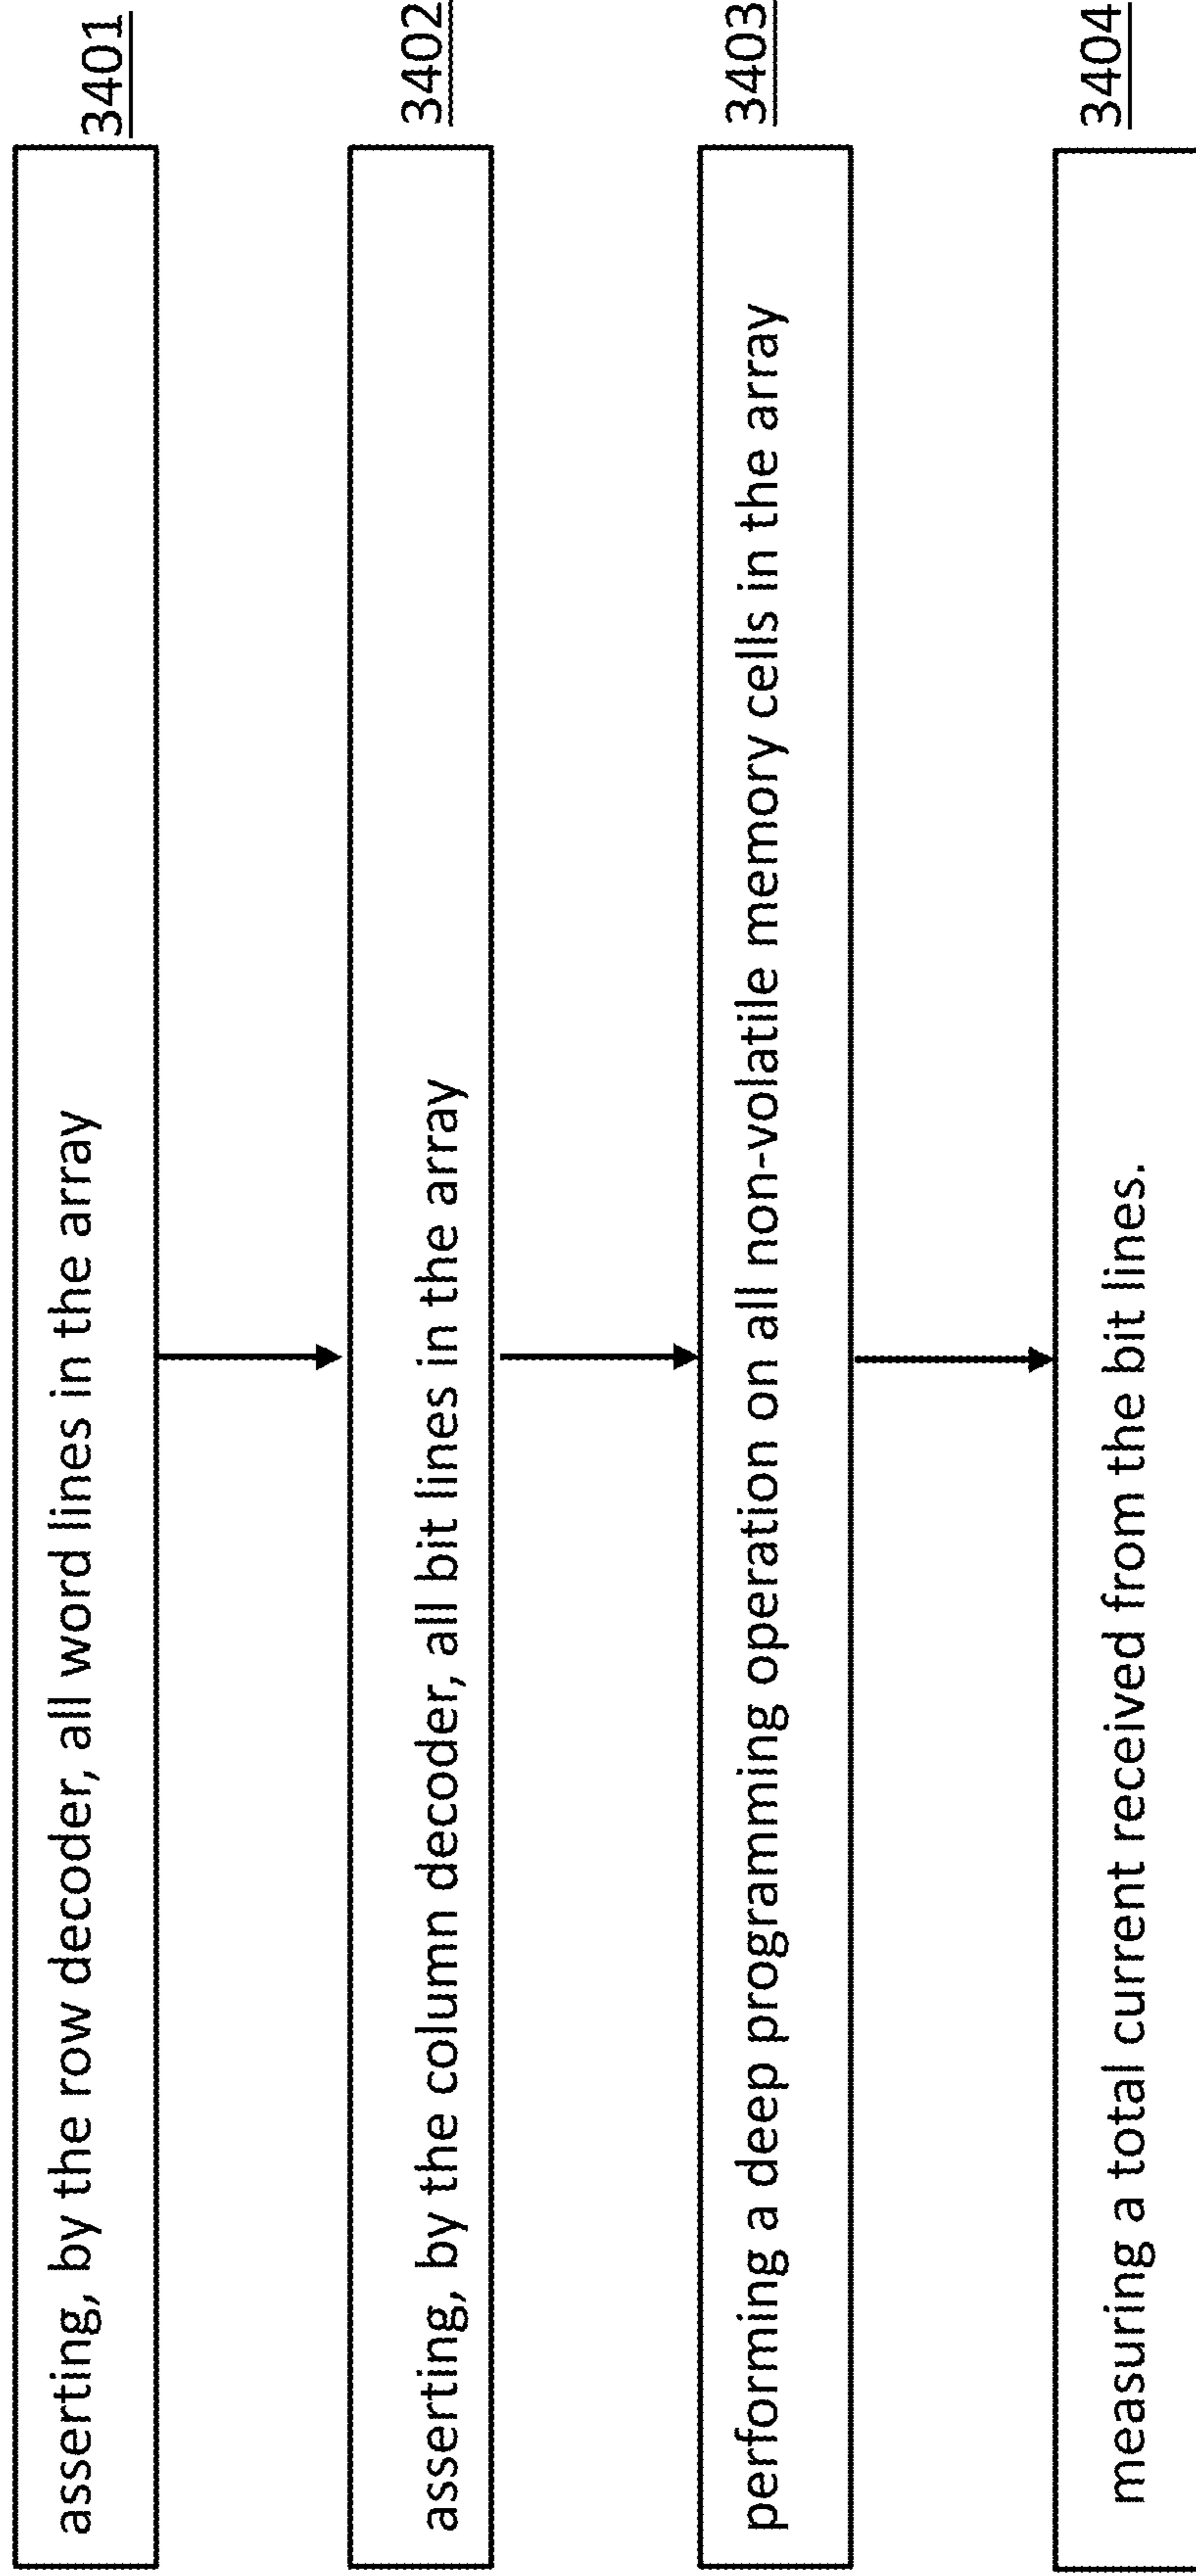 asserting, by the row decoder, all word lines in the array
3401
asserting, by the column decoder, all bit lines in the array
3402
performing a deep programming operation on all non-volatile memory cells in the array
3403
measuring a total current received from the bit lines.
3404